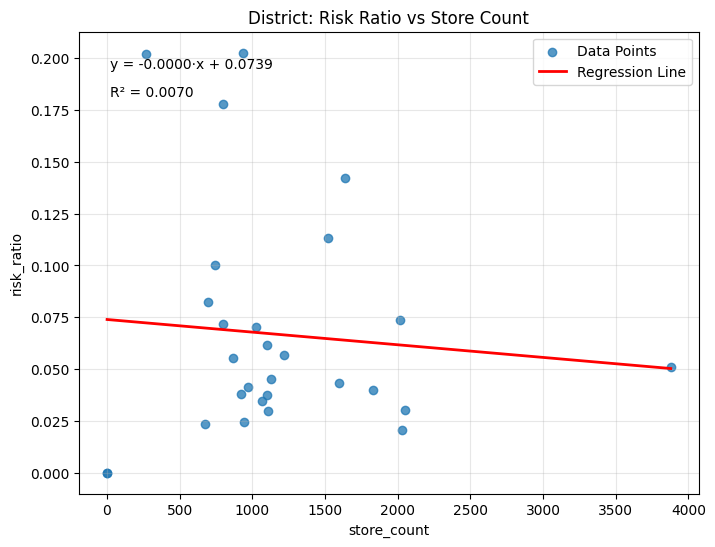 District: Risk Ratio vs Store Count
y = -0.0000·x + 0.0739
R² = 0.0070
Data Points
Regression Line
risk_ratio
0.200
0.175
0.150
0.125
0.100
0.075
0.050
0.025
0.000
0
500
1000
1500
2000
2500
3000
3500
4000
store_count